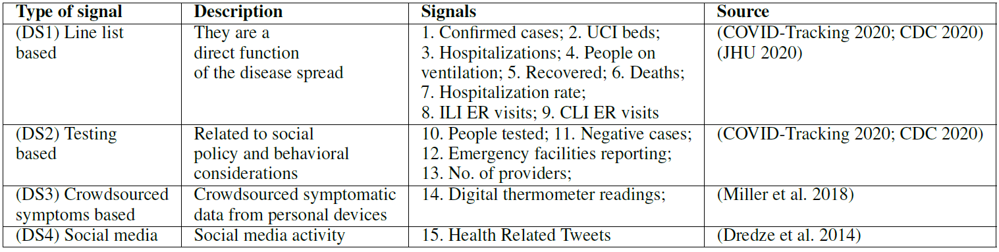 Type of signal Description Signals Source
(DS1) Line list They are a 1. Confirmed cases; 2. UCI beds; (COVID-Tracking 2020; CDC 2020)
based direct function 3. Hospitalizations; 4. People on (JHU 2020)
of the disease spread ventilation; 5. Recovered; 6. Deaths;
7. Hospitalization rate;
8. ILI ER visits; 9. CLI ER visits
(DS2) Testing Related to social 10. People tested; 11. Negative cases; (COVID-Tracking 2020; CDC 2020)
based policy and behavioral 12. Emergency facilities reporting;
considerations 13. No. of providers;
(DS3) Crowdsourced Crowdsourced symptomatic 14. Digital thermometer readings; (Miller et al. 2018)
symptoms based data from personal devices
(DS4) Social media Social media activity 15. Health Related Tweets (Dredze et al. 2014)